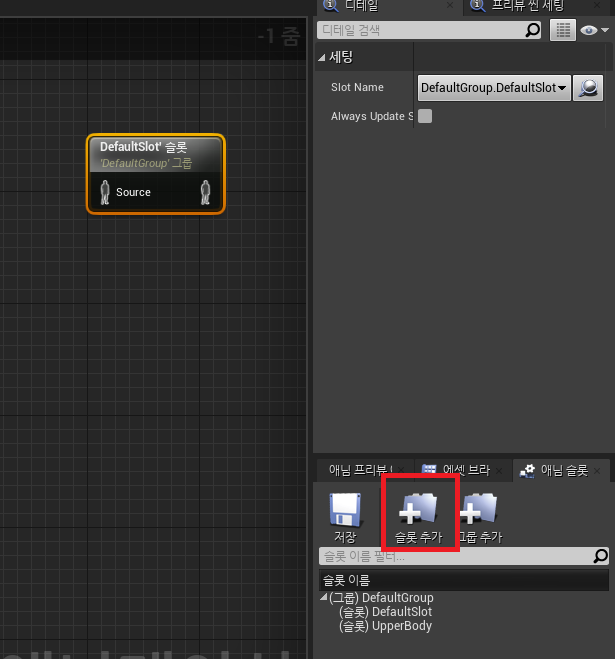 디테일
프리뷰 씬 세팅
디테일 검색
-1 줌
세팅
Slot Name
DefaultGroup.DefaultSlot
Always Update S
DefaultSlot' 슬롯
'DefaultGroup' 그룹
Source
애님 프리뷰
에셋 브라
애님 슬롯
저장
슬롯 추가
그룹 추가
슬롯 이름 필터...
슬롯 이름
(그룹) DefaultGroup
(슬롯) DefaultSlot
(슬롯) UpperBody